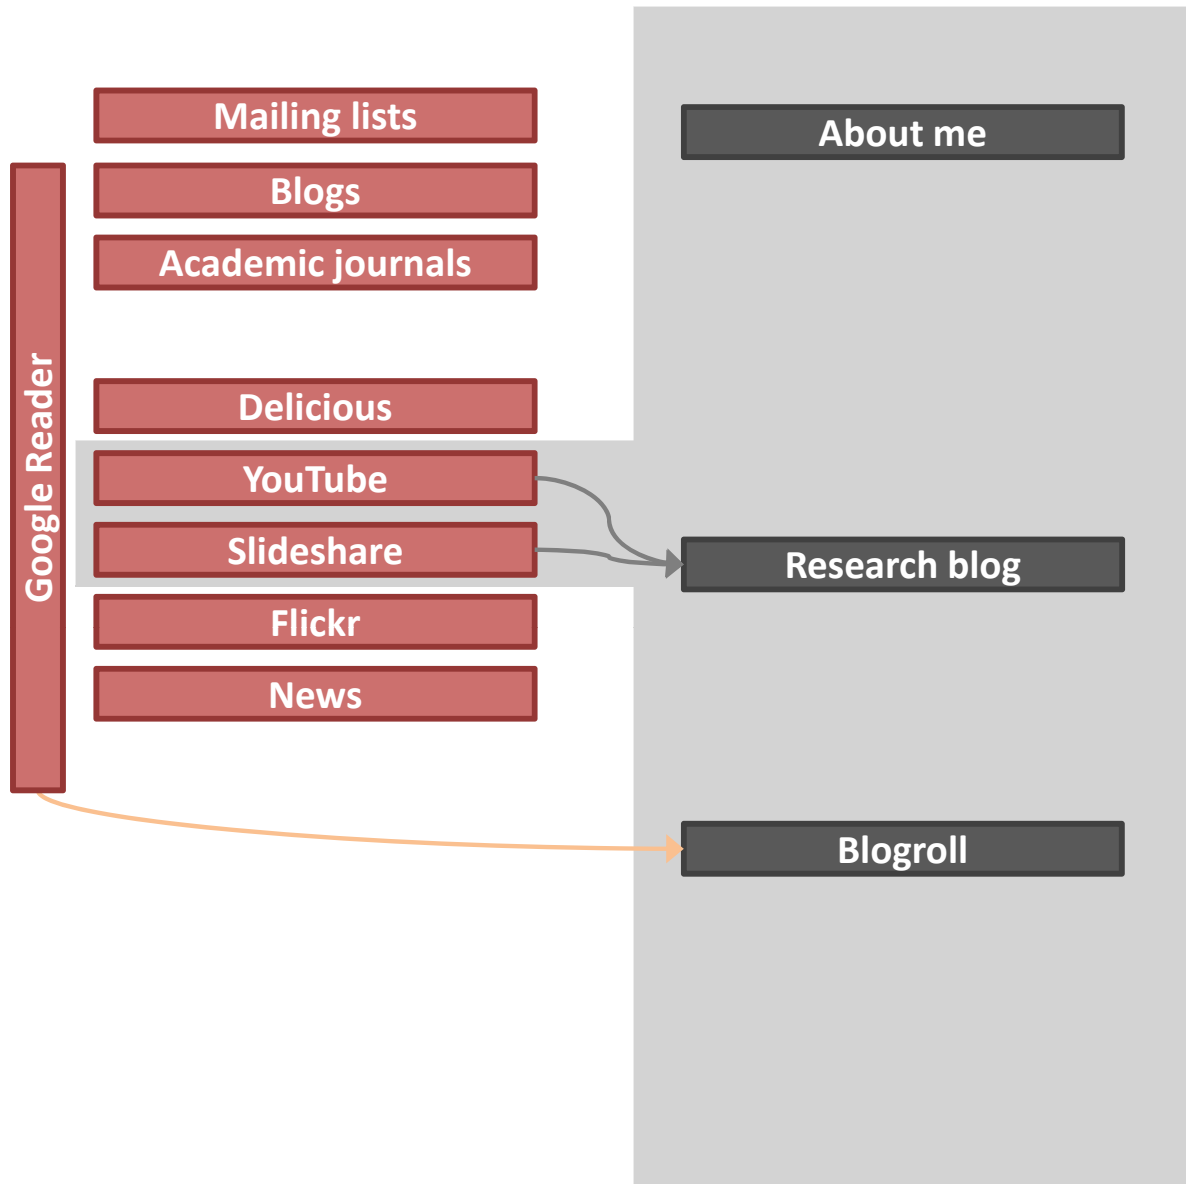 Mailing lists
About me
Blogs
Academic journals
Google Reader
Delicious
YouTube
Slideshare
Research blog
Flickr
News
Blogroll